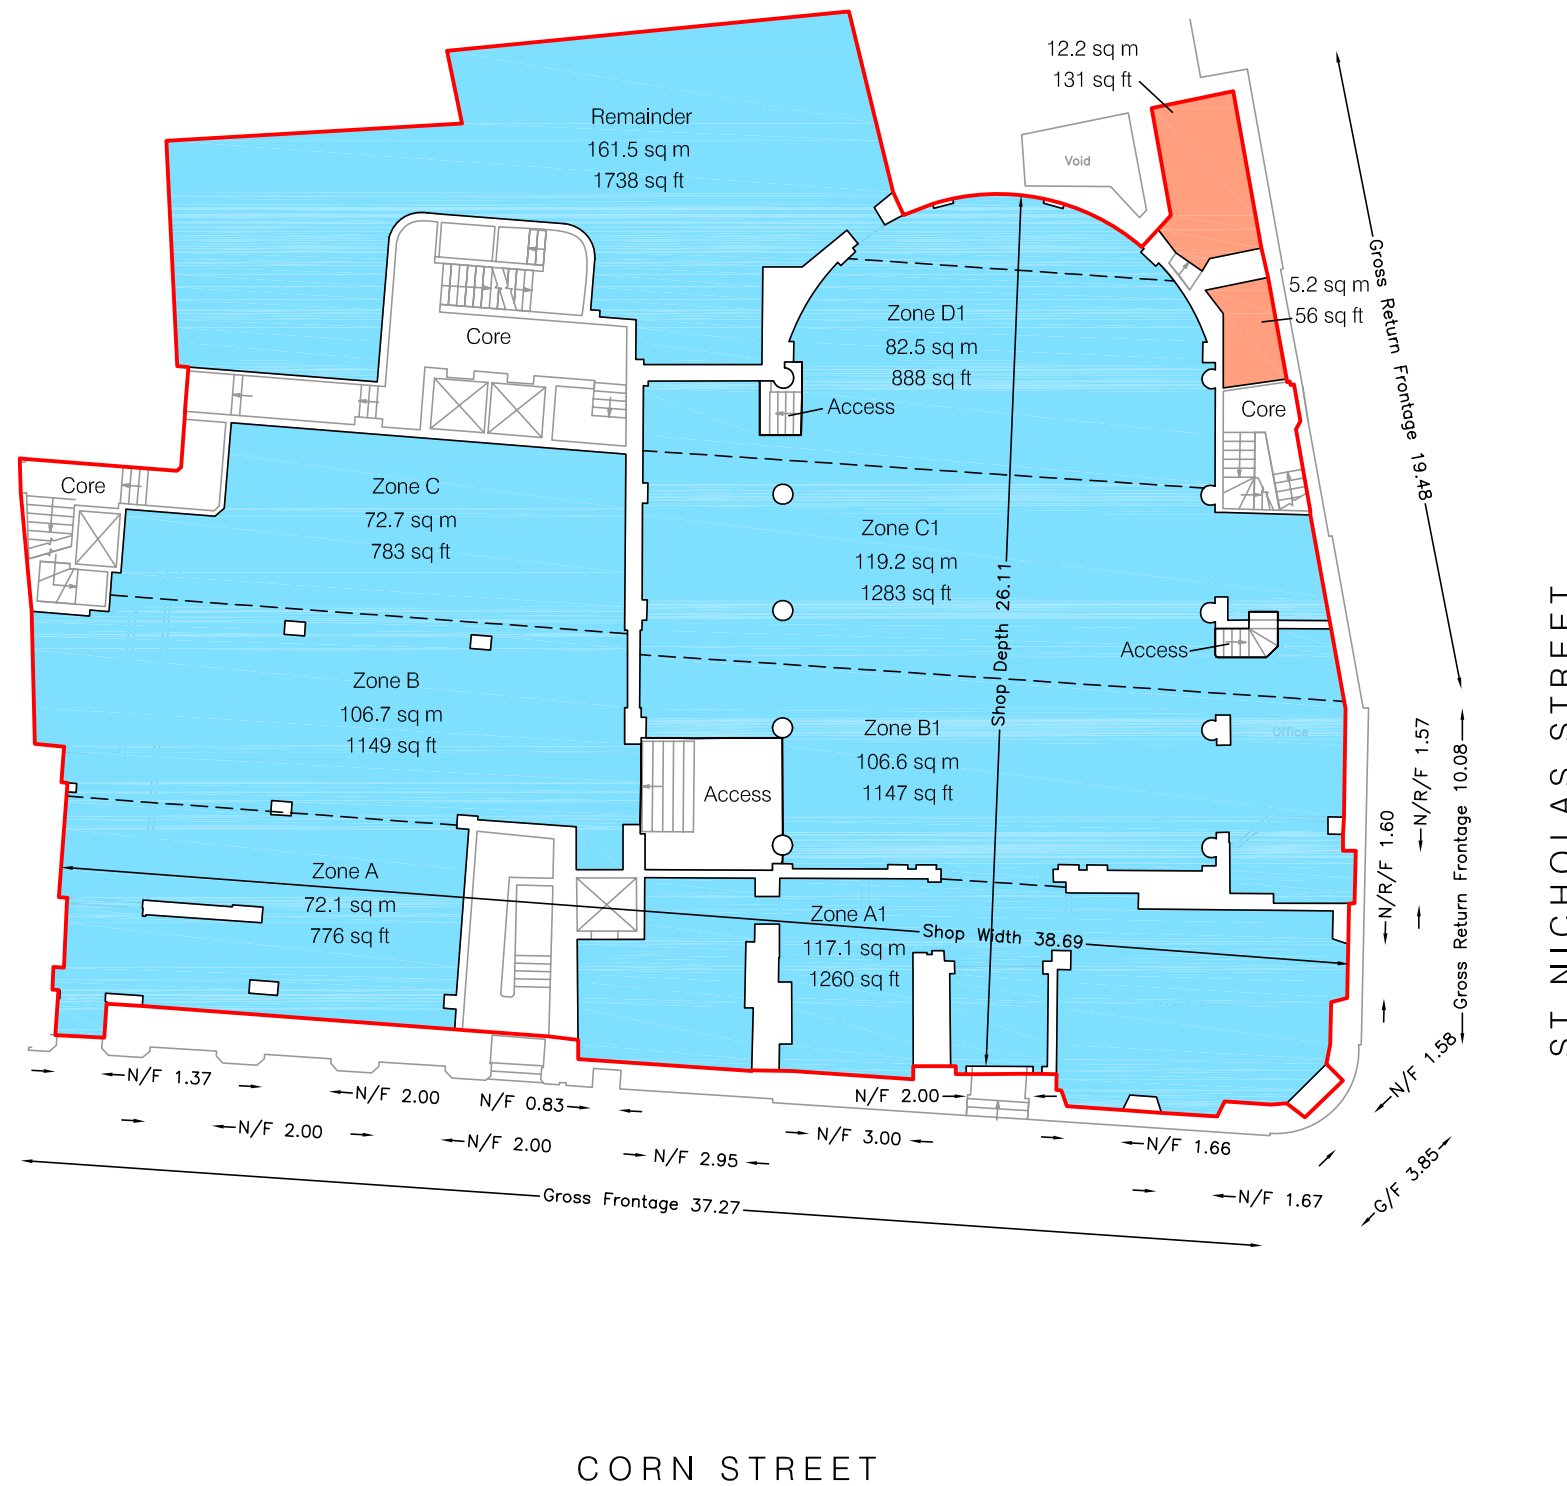 12.2 sq m
131 sq ft
Remainder
161.5 sq m
1738 sq ft
Void
Gross Return Frontage 19.48
5.2 sq m
56 sq ft
Zone D1
82.5 sq m
888 sq ft
Core
Access
Core
Core
Zone C
72.7 sq m
783 sq ft
Zone C1
119.2 sq m
1283 sq ft
Shop Depth 26.11
Access
Zone B
106.7 sq m
1149 sq ft
Zone B1
106.6 sq m
1147 sq ft
Office
Access
N/R/F 1.57
N/R/F 1.60
Gross Return Frontage 10.08
ST NICHOLAS STREET
Zone A
72.1 sq m
776 sq ft
Zone A1
117.1 sq m
1260 sq ft
Shop Width 38.69
N/F 1.37
N/F 2.00
N/F 0.83
N/F 2.00
N/F 1.58
N/F 2.00
N/F 2.00
N/F 2.95
N/F 3.00
N/F 1.66
N/F 1.67
G/F 3.85
Gross Frontage 37.27
CORN STREET